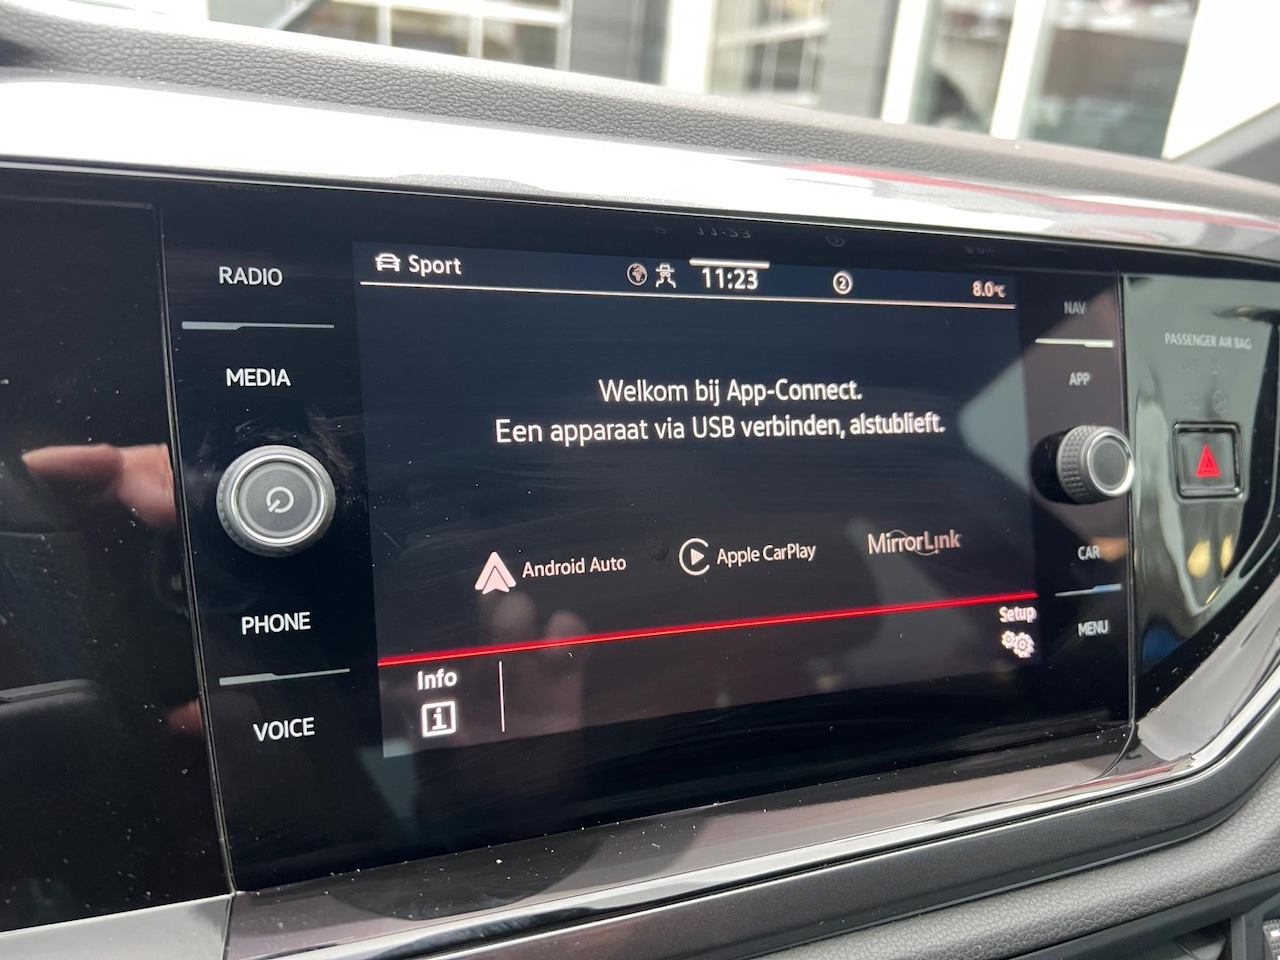 RADIO
MEDIA
PHONE
VOICE
Sport
11:23
2
8.0°C
Welkom bij App-Connect.
Een apparaat via USB verbinden, alstublieft.
Android Auto
Apple CarPlay
MirrorLink
Setup
Info
i
NAV
APP
CAR
MENU
PASSENGER AIR BAG